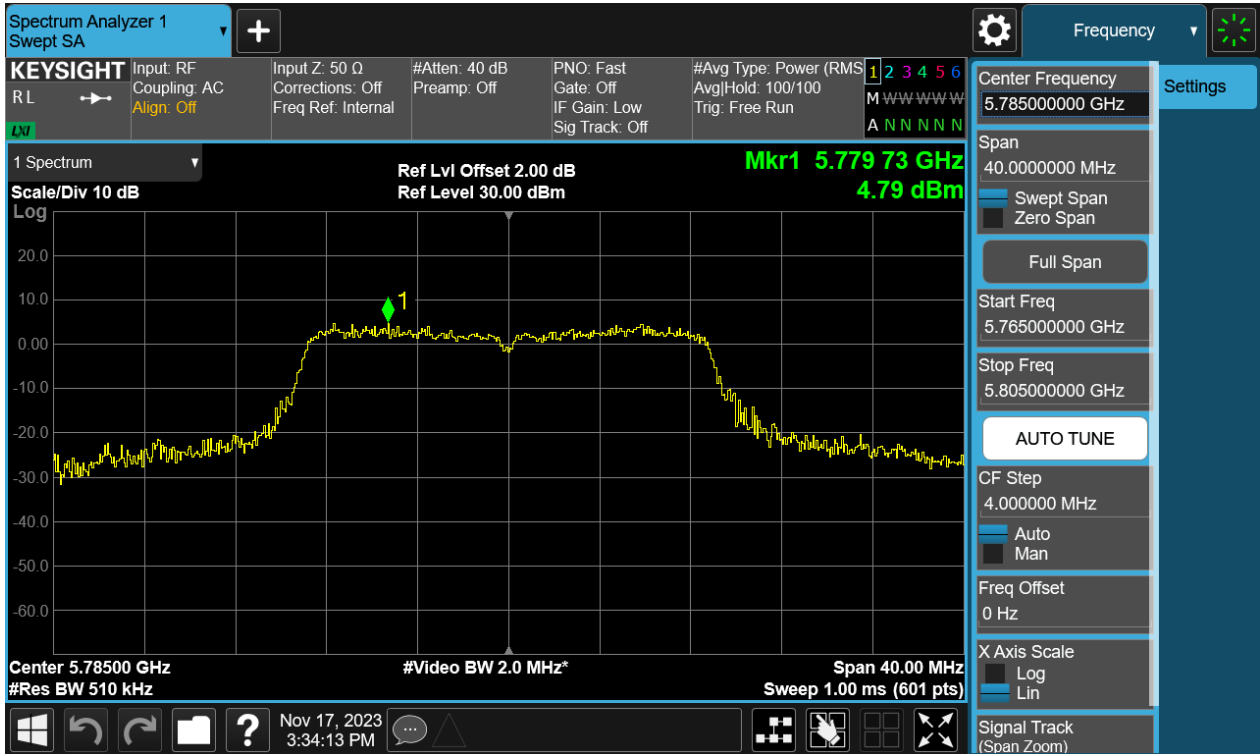 Spectrum Analyzer 1
Swept SA
+
Frequency
KEYSIGHT
R L
LXI
Input: RF
Coupling: AC
Align: Off
Input Z: 50 Ω
Corrections: Off
Freq Ref: Internal
#Atten: 40 dB
Preamp: Off
PNO: Fast
Gate: Off
IF Gain: Low
Sig Track: Off
#Avg Type: Power (RMS
Avg|Hold: 100/100
Trig: Free Run
1 2 3 4 5 6
M W W W W W
A N N N N N
Center Frequency
5.785000000 GHz
Settings
Span
40.0000000 MHz
Swept Span
Zero Span
Full Span
Start Freq
5.765000000 GHz
Stop Freq
5.805000000 GHz
AUTO TUNE
CF Step
4.000000 MHz
Auto
Man
Freq Offset
0 Hz
X Axis Scale
Log
Lin
Signal Track
(Span Zoom)
1 Spectrum
Scale/Div 10 dB
Ref Lvl Offset 2.00 dB
Ref Level 30.00 dBm
Mkr1 5.779 73 GHz
4.79 dBm
Log
20.0
10.0
0.00
-10.0
-20.0
-30.0
-40.0
-50.0
-60.0
1
Center 5.78500 GHz
#Res BW 510 kHz
#Video BW 2.0 MHz*
Span 40.00 MHz
Sweep 1.00 ms (601 pts)
?
Nov 17, 2023
3:34:13 PM